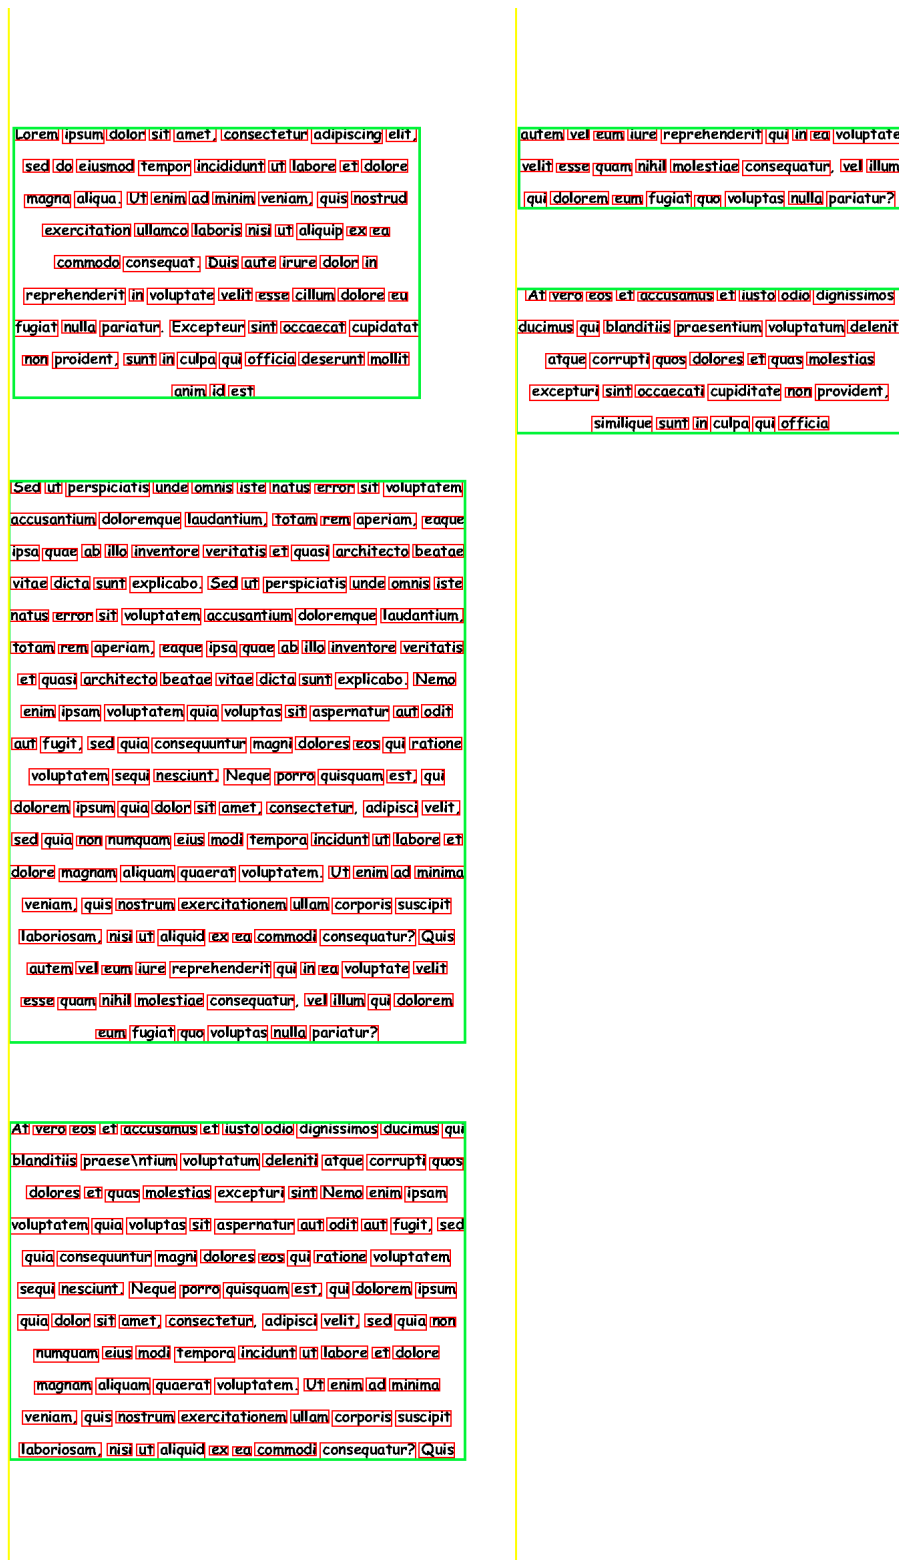 Lorem ipsum dolor sit amet, consectetur adipiscing elit,
sed do eiusmod tempor incididunt ut labore et dolore
magna aliqua. Ut enim ad minim veniam, quis nostrud
exercitation ullamco laboris nisi ut aliquip ex ea
commodo consequat. Duis aute irure dolor in
reprehenderit in voluptate velit esse cillum dolore eu
fugiat nulla pariatur. Excepteur sint occaecat cupidatat
non proident, sunt in culpa qui officia deserunt mollit
anim id est
Sed ut perspiciatis unde omnis iste natus error sit voluptatem
accusantium doloremque laudantium, totam rem aperiam, eaque
ipsa quae ab illo inventore veritatis et quasi architecto beatae
vitae dicta sunt explicabo. Sed ut perspiciatis unde omnis iste
natus error sit voluptatem accusantium doloremque laudantium,
totam rem aperiam, eaque ipsa quae ab illo inventore veritatis
et quasi architecto beatae vitae dicta sunt explicabo. Nemo
enim ipsam voluptatem quia voluptas sit aspernatur aut odit
aut fugit, sed quia consequuntur magni dolores eos qui ratione
voluptatem sequi nesciunt. Neque porro quisquam est, qui
dolorem ipsum quia dolor sit amet, consectetur, adipisci velit,
sed quia non numquam eius modi tempora incidunt ut labore et
dolore magnam aliquam quaerat voluptatem. Ut enim ad minima
veniam, quis nostrum exercitationem ullam corporis suscipit
laboriosam, nisi ut aliquid ex ea commodi consequatur? Quis
autem vel eum iure reprehenderit qui in ea voluptate velit
esse quam nihil molestiae consequatur, vel illum qui dolorem
eum fugiat quo voluptas nulla pariatur?
At vero eos et accusamus et iusto odio dignissimos ducimus qui
blanditiis praese\ntium voluptatum deleniti atque corrupti quos
dolores et quas molestias excepturi sint Nemo enim ipsam
voluptatem quia voluptas sit aspernatur aut odit aut fugit, sed
quia consequuntur magni dolores eos qui ratione voluptatem
sequi nesciunt. Neque porro quisquam est, qui dolorem ipsum
quia dolor sit amet, consectetur, adipisci velit, sed quia non
numquam eius modi tempora incidunt ut labore et dolore
magnam aliquam quaerat voluptatem. Ut enim ad minima
veniam, quis nostrum exercitationem ullam corporis suscipit
laboriosam, nisi ut aliquid ex ea commodi consequatur? Quis
autem vel eum iure reprehenderit qui in ea voluptate
velit esse quam nihil molestiae consequatur, vel illum
qui dolorem eum fugiat quo voluptas nulla pariatur?
At vero eos et accusamus et iusto odio dignissimos
ducimus qui blanditiis praesentium voluptatum delenit
atque corrupti quos dolores et quas molestias
excepturi sint occaecati cupiditate non provident,
similique sunt in culpa qui officia